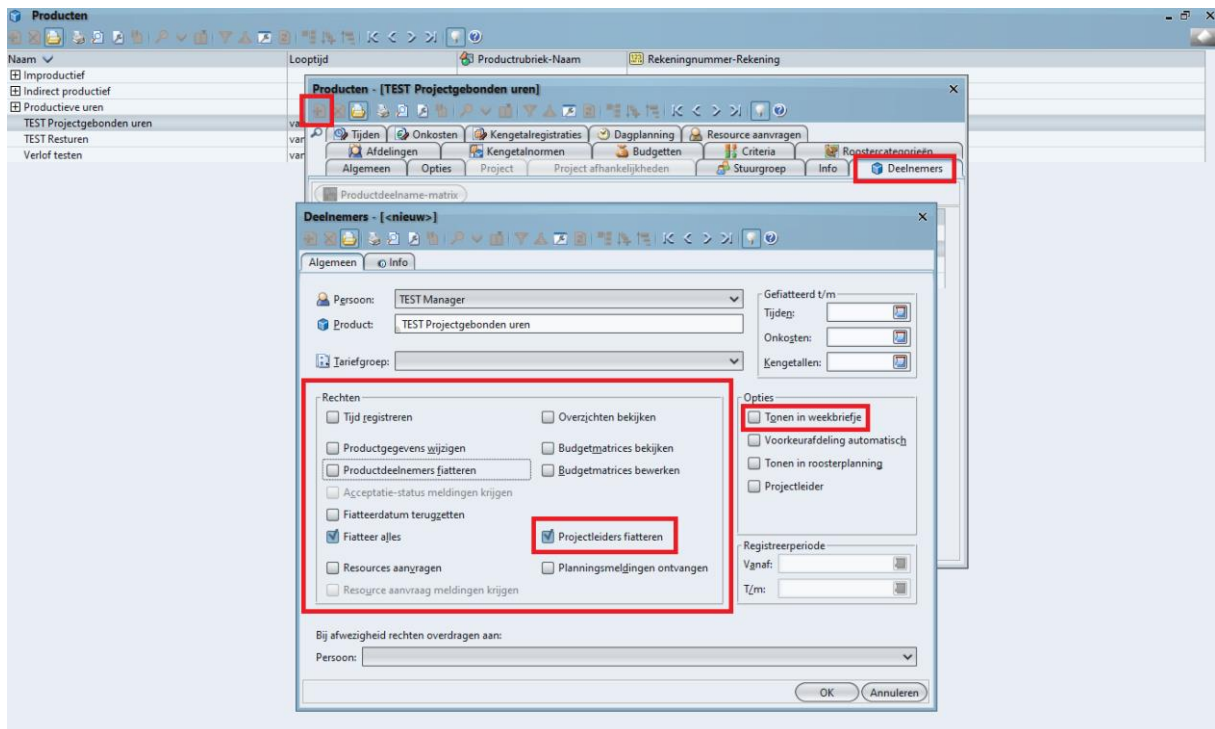 Producten
Naam Looptijd Productrubriek-Naam Rekeningnummer-Rekening
Improductief
Indirect productief
Productieve uren
TEST Projectgebonden uren
TEST Resturen
Verlof testen
Producten - [TEST Projectgebonden uren]
Tijden Onkosten Kengetalregistraties Dagplanning Resource aanvragen
Afdelingen Kengetalnormen Budgetten Criteria Roostercategorieën
Algemeen Opties Project Project afhankelijkheden Stuurgroep Info Deelnemers
Productdeelname-matrix
Deelnemers - [<nieuw>]
Algemeen Info
Persoon: TEST Manager
Product: TEST Projectgebonden uren
Tariefgroep:
Gefiatteerd t/m
Tijden:
Onkosten:
Kengetallen:
Rechten
Tijd registreren Overzichten bekijken
Productgegevens wijzigen Budgetmatrices bekijken
Productdeelnemers fiatteren Budgetmatrices bewerken
Acceptatie-status meldingen krijgen
Fiatteerdatum terugzetten
Fiatteer alles Projectleiders fiatteren
Resources aanvragen Planningsmeldingen ontvangen
Resource aanvraag meldingen krijgen
Opties
Tonen in weekbriefje
Voorkeurafdeling automatisch
Tonen in roosterplanning
Projectleider
Registreerperiode
Vanaf:
T/m:
Bij afwezigheid rechten overdragen aan:
Persoon:
OK Annuleren